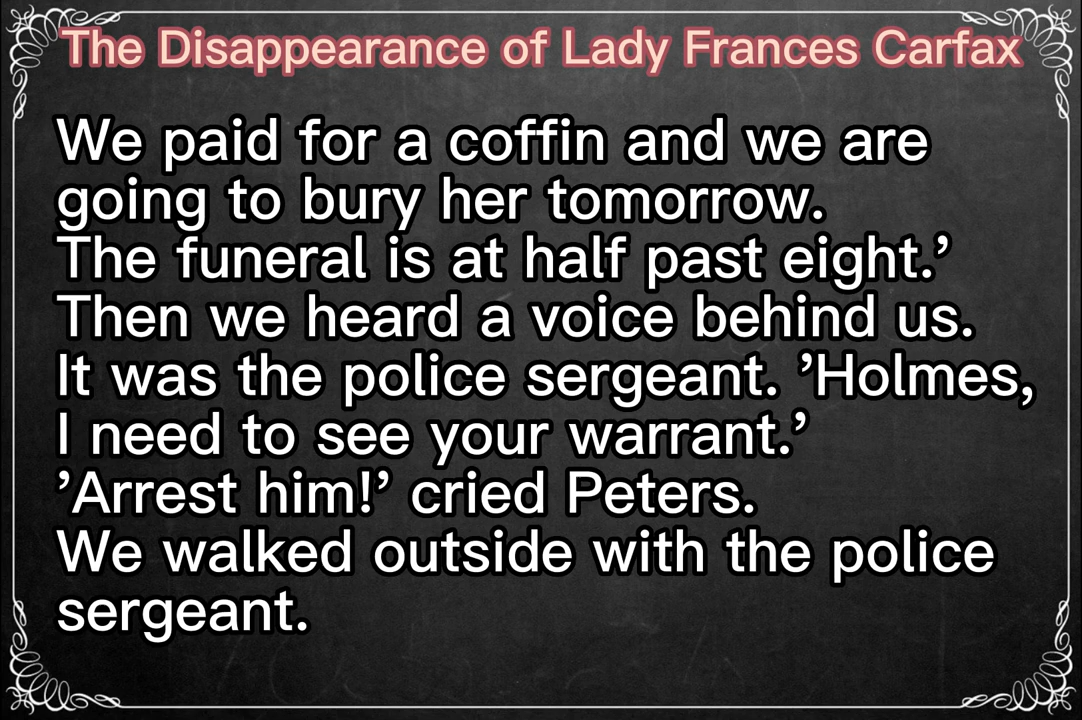 The Disappearance of Lady Frances Carfax
We paid for a coffin and we are
going to bury her tomorrow.
The funeral is at half past eight.’
Then we heard a voice behind us.
It was the police sergeant. ’Holmes,
I need to see your warrant.’
’Arrest him!’ cried Peters.
We walked outside with the police
sergeant.